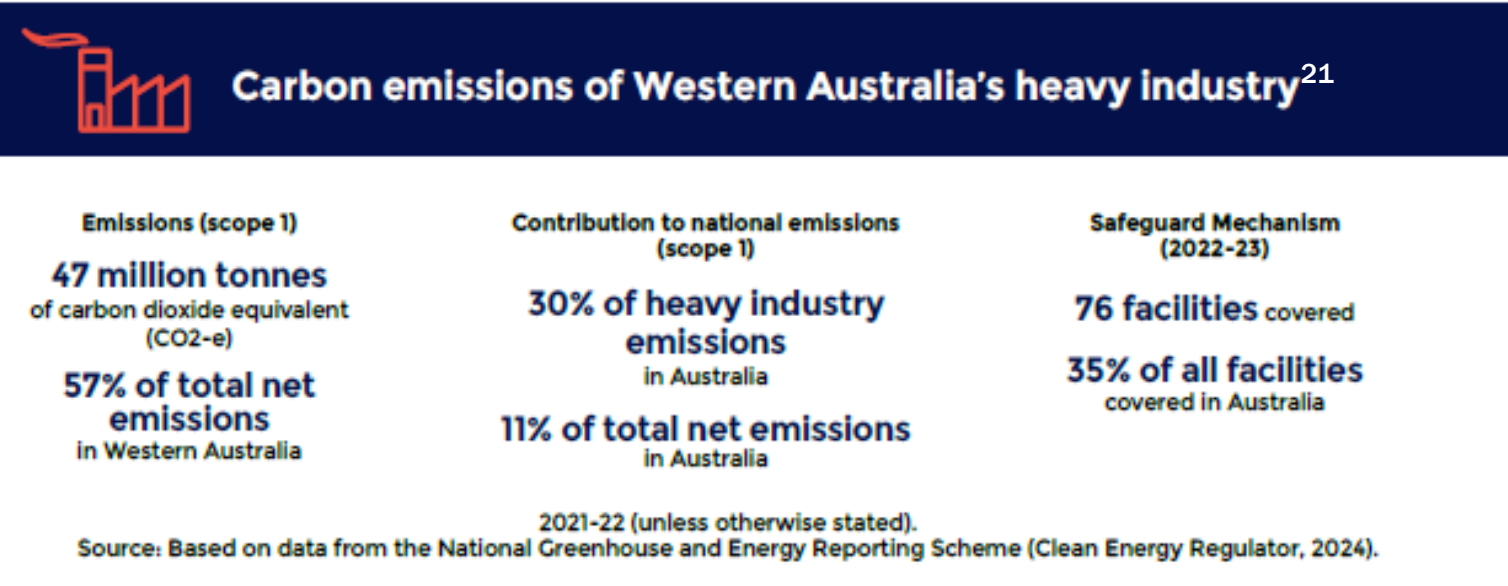 Carbon emissions of Western Australia's heavy industry21
Emissions (scope 1)
47 million tonnes
of carbon dioxide equivalent
(CO2-e)
57% of total net
emissions
in Western Australia
Contribution to national emissions
(scope 1)
30% of heavy industry
emissions
in Australia
11% of total net emissions
in Australia
Safeguard Mechanism
(2022-23)
76 facilities covered
35% of all facilities
covered in Australia
2021-22 (unless otherwise stated).
Source: Based on data from the National Greenhouse and Energy Reporting Scheme (Clean Energy Regulator, 2024).